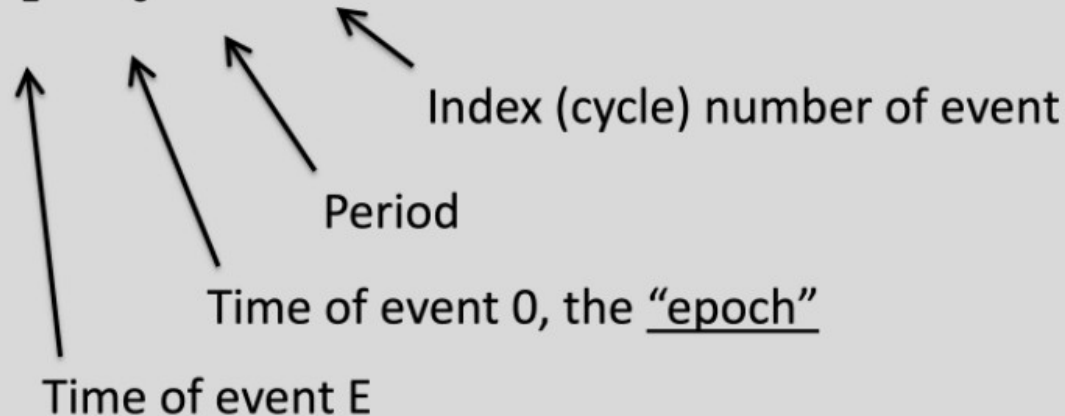 Index (cycle) number of event
Period
Time of event 0, the “epoch”
Time of event E